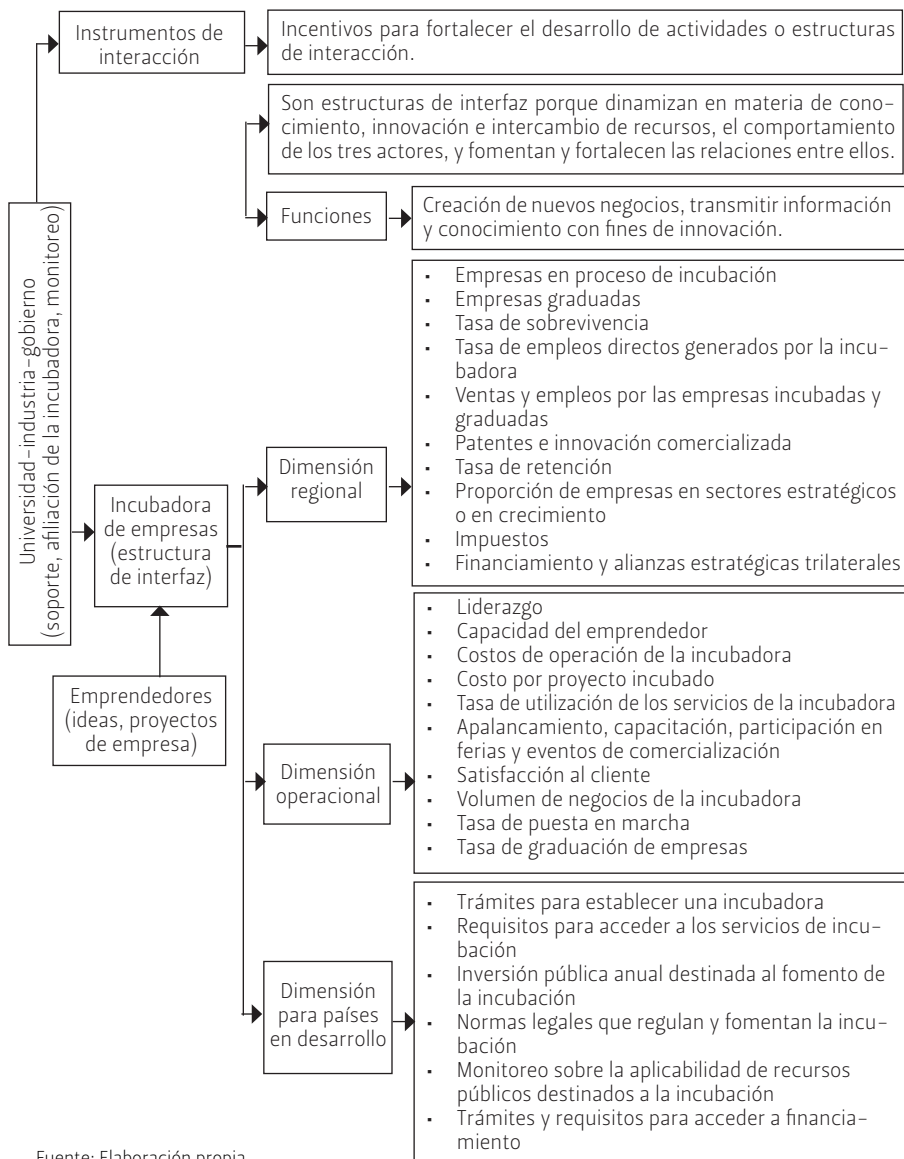 Instrumentos de
interacción
Incentivos para fortalecer el desarrollo de actividades o estructuras
de interacción.
Son estructuras de interfaz porque dinamizan en materia de cono-
cimiento, innovación e intercambio de recursos, el comportamiento
de los tres actores, y fomentan y fortalecen las relaciones entre ellos.
Funciones
Creación de nuevos negocios, transmitir información
y conocimiento con fines de innovación.
Universidad-industria-gobierno
(soporte, afiliación de la incubadora, monitoreo)
Incubadora
de empresas
(estructura
de interfaz)
Emprendedores
(ideas, proyectos
de empresa)
Dimensión
regional
▪ Empresas en proceso de incubación
▪ Empresas graduadas
▪ Tasa de sobrevivencia
▪ Tasa de empleos directos generados por la incu-
badora
▪ Ventas y empleos por las empresas incubadas y
graduadas
▪ Patentes e innovación comercializada
▪ Tasa de retención
▪ Proporción de empresas en sectores estratégicos
o en crecimiento
▪ Impuestos
▪ Financiamiento y alianzas estratégicas trilaterales
Dimensión
operacional
▪ Liderazgo
▪ Capacidad del emprendedor
▪ Costos de operación de la incubadora
▪ Costo por proyecto incubado
▪ Tasa de utilización de los servicios de la incubadora
▪ Apalancamiento, capacitación, participación en
ferias y eventos de comercialización
▪ Satisfacción al cliente
▪ Volumen de negocios de la incubadora
▪ Tasa de puesta en marcha
▪ Tasa de graduación de empresas
Dimensión
para países
en desarrollo
▪ Trámites para establecer una incubadora
▪ Requisitos para acceder a los servicios de incu-
bación
▪ Inversión pública anual destinada al fomento de
la incubación
▪ Normas legales que regulan y fomentan la incu-
bación
▪ Monitoreo sobre la aplicabilidad de recursos
públicos destinados a la incubación
▪ Trámites y requisitos para acceder a financia-
miento
Fuente: Elaboración propia